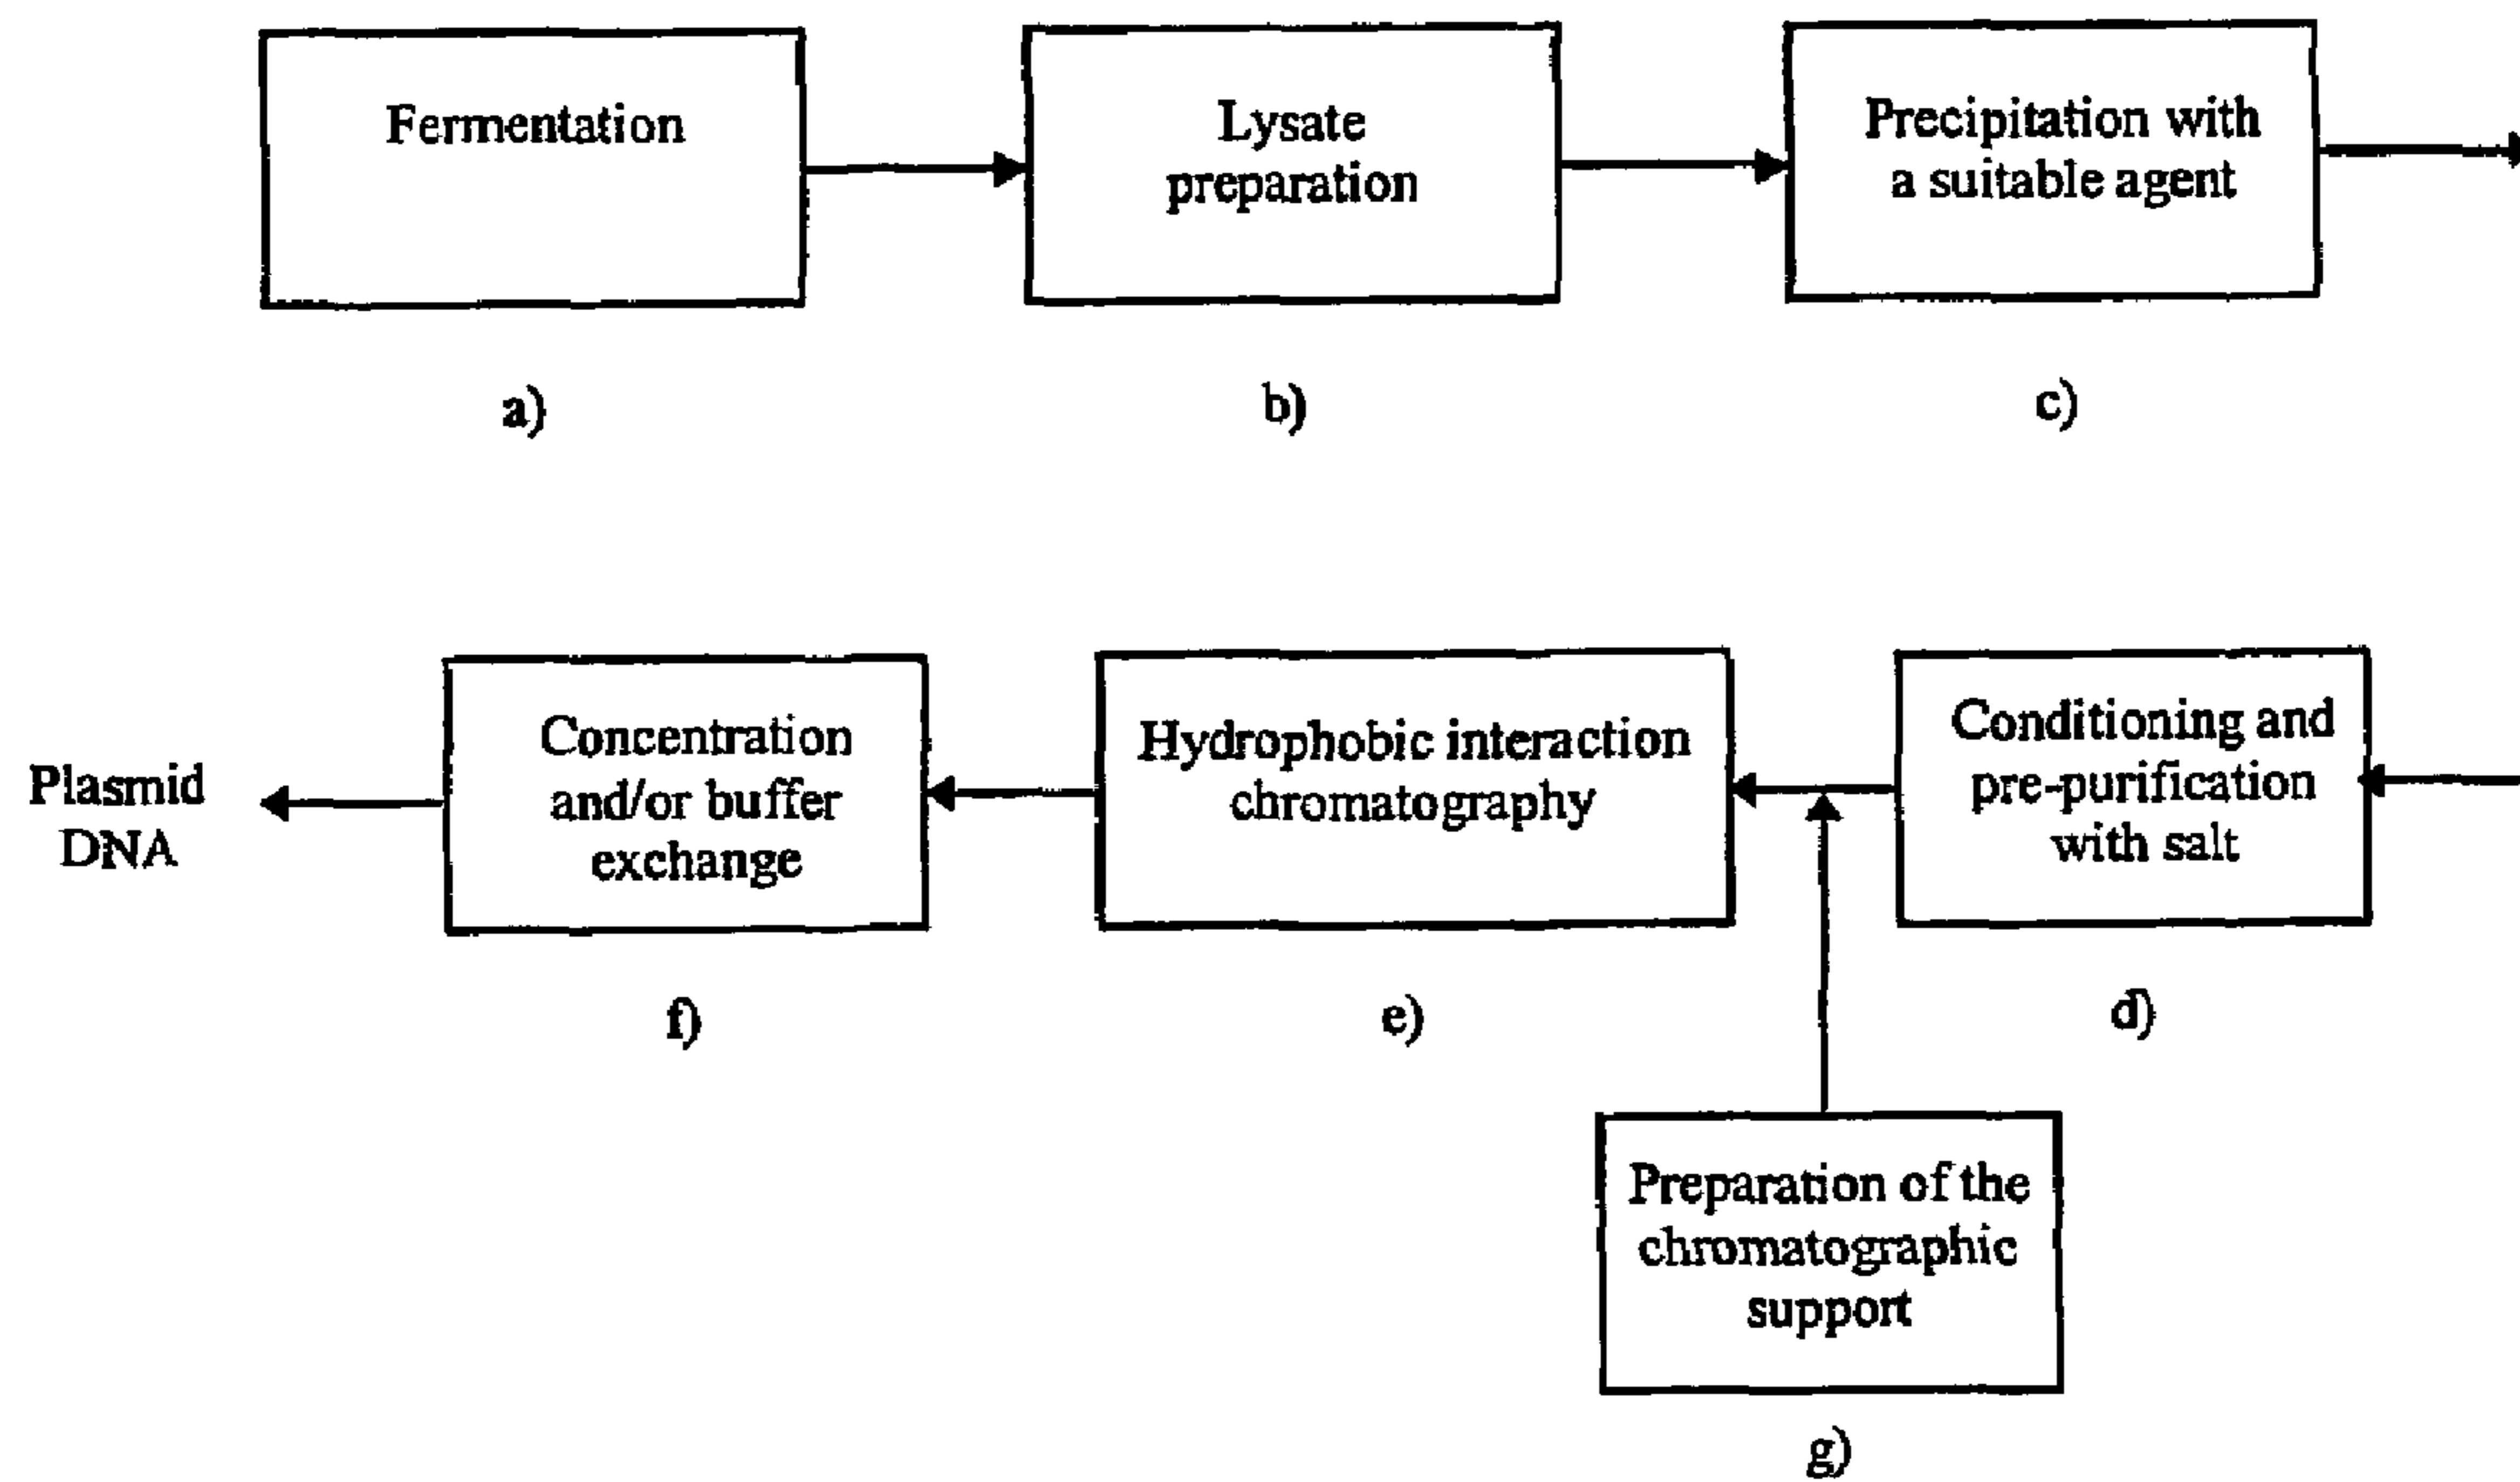 Fermentation
Lysate
preparation
Precipitation with
a suitable agent
a)
b)
c)
Plasmid
DNA
Concentration
and/or buffer
exchange
Hydrophobic interaction
chromatography
Conditioning and
pre-purification
with salt
f)
e)
d)
Preparation of the
chromatographic
support
g)